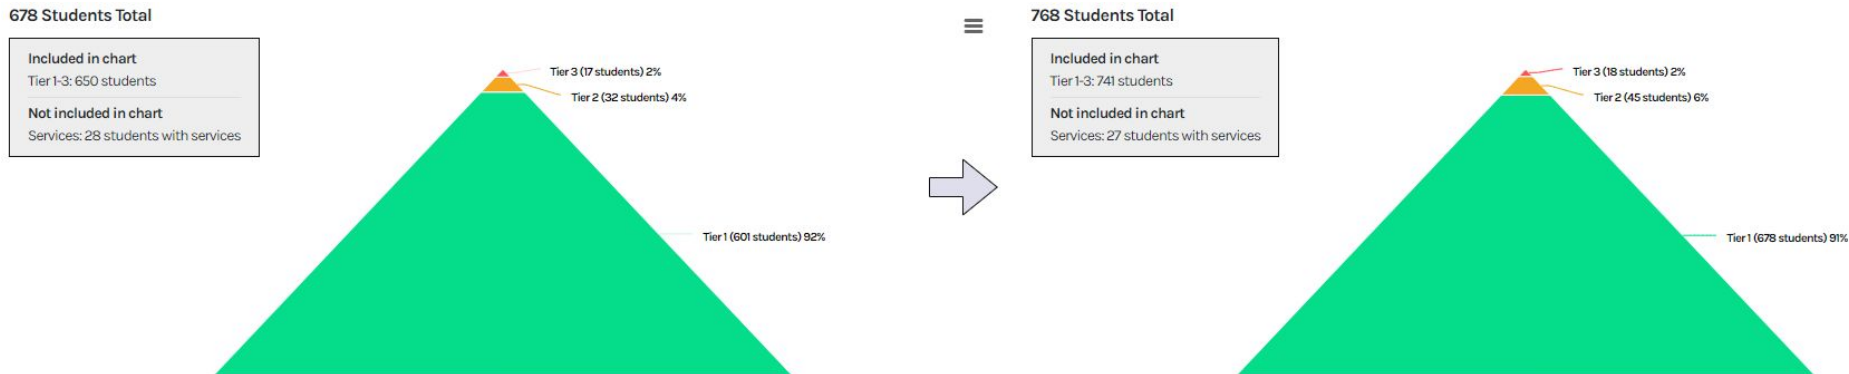 678 Students Total
Included in chart
Tier 1-3: 650 students
Not included in chart
Services: 28 students with services
Tier 3 (17 students) 2%
Tier 2 (32 students) 4%
Tier 1 (601 students) 92%
768 Students Total
Included in chart
Tier 1-3: 741 students
Not included in chart
Services: 27 students with services
Tier 3 (18 students) 2%
Tier 2 (45 students) 6%
Tier 1 (678 students) 91%